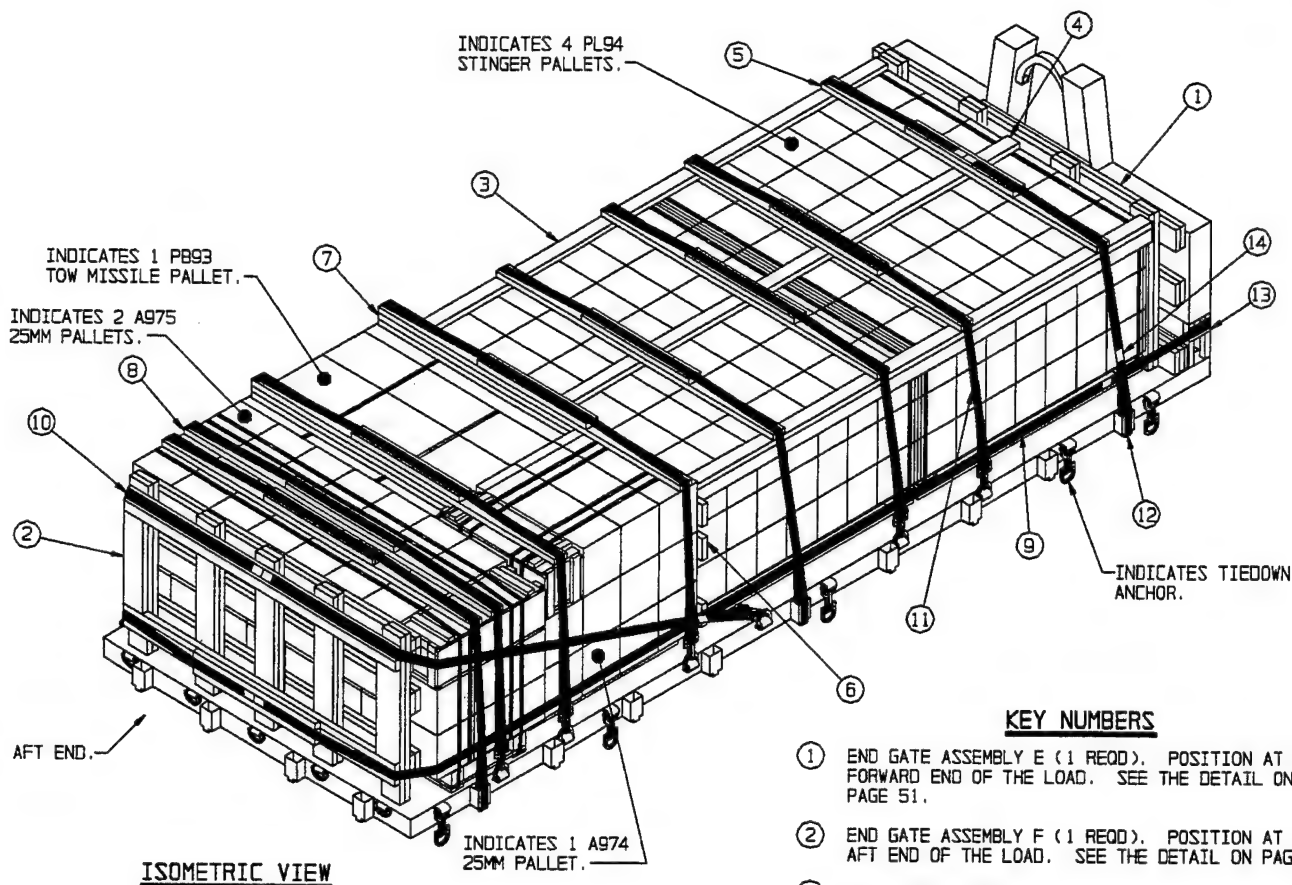 INDICATES 4 PL94
STINGER PALLETS.
4
5
1
3
INDICATES 1 PB93
TOW MISSILE PALLET.
7
14
13
INDICATES 2 A975
25MM PALLETS.
8
10
2
12
9
INDICATES TIEDOWN
ANCHOR.
11
6
AFT END.
INDICATES 1 A974
25MM PALLET.
ISOMETRIC VIEW
KEY NUMBERS
1 END GATE ASSEMBLY E (1 REQD). POSITION AT
FORWARD END OF THE LOAD. SEE THE DETAIL ON
PAGE 51.
2 END GATE ASSEMBLY F (1 REQD). POSITION AT
AFT END OF THE LOAD. SEE THE DETAIL ON PAG